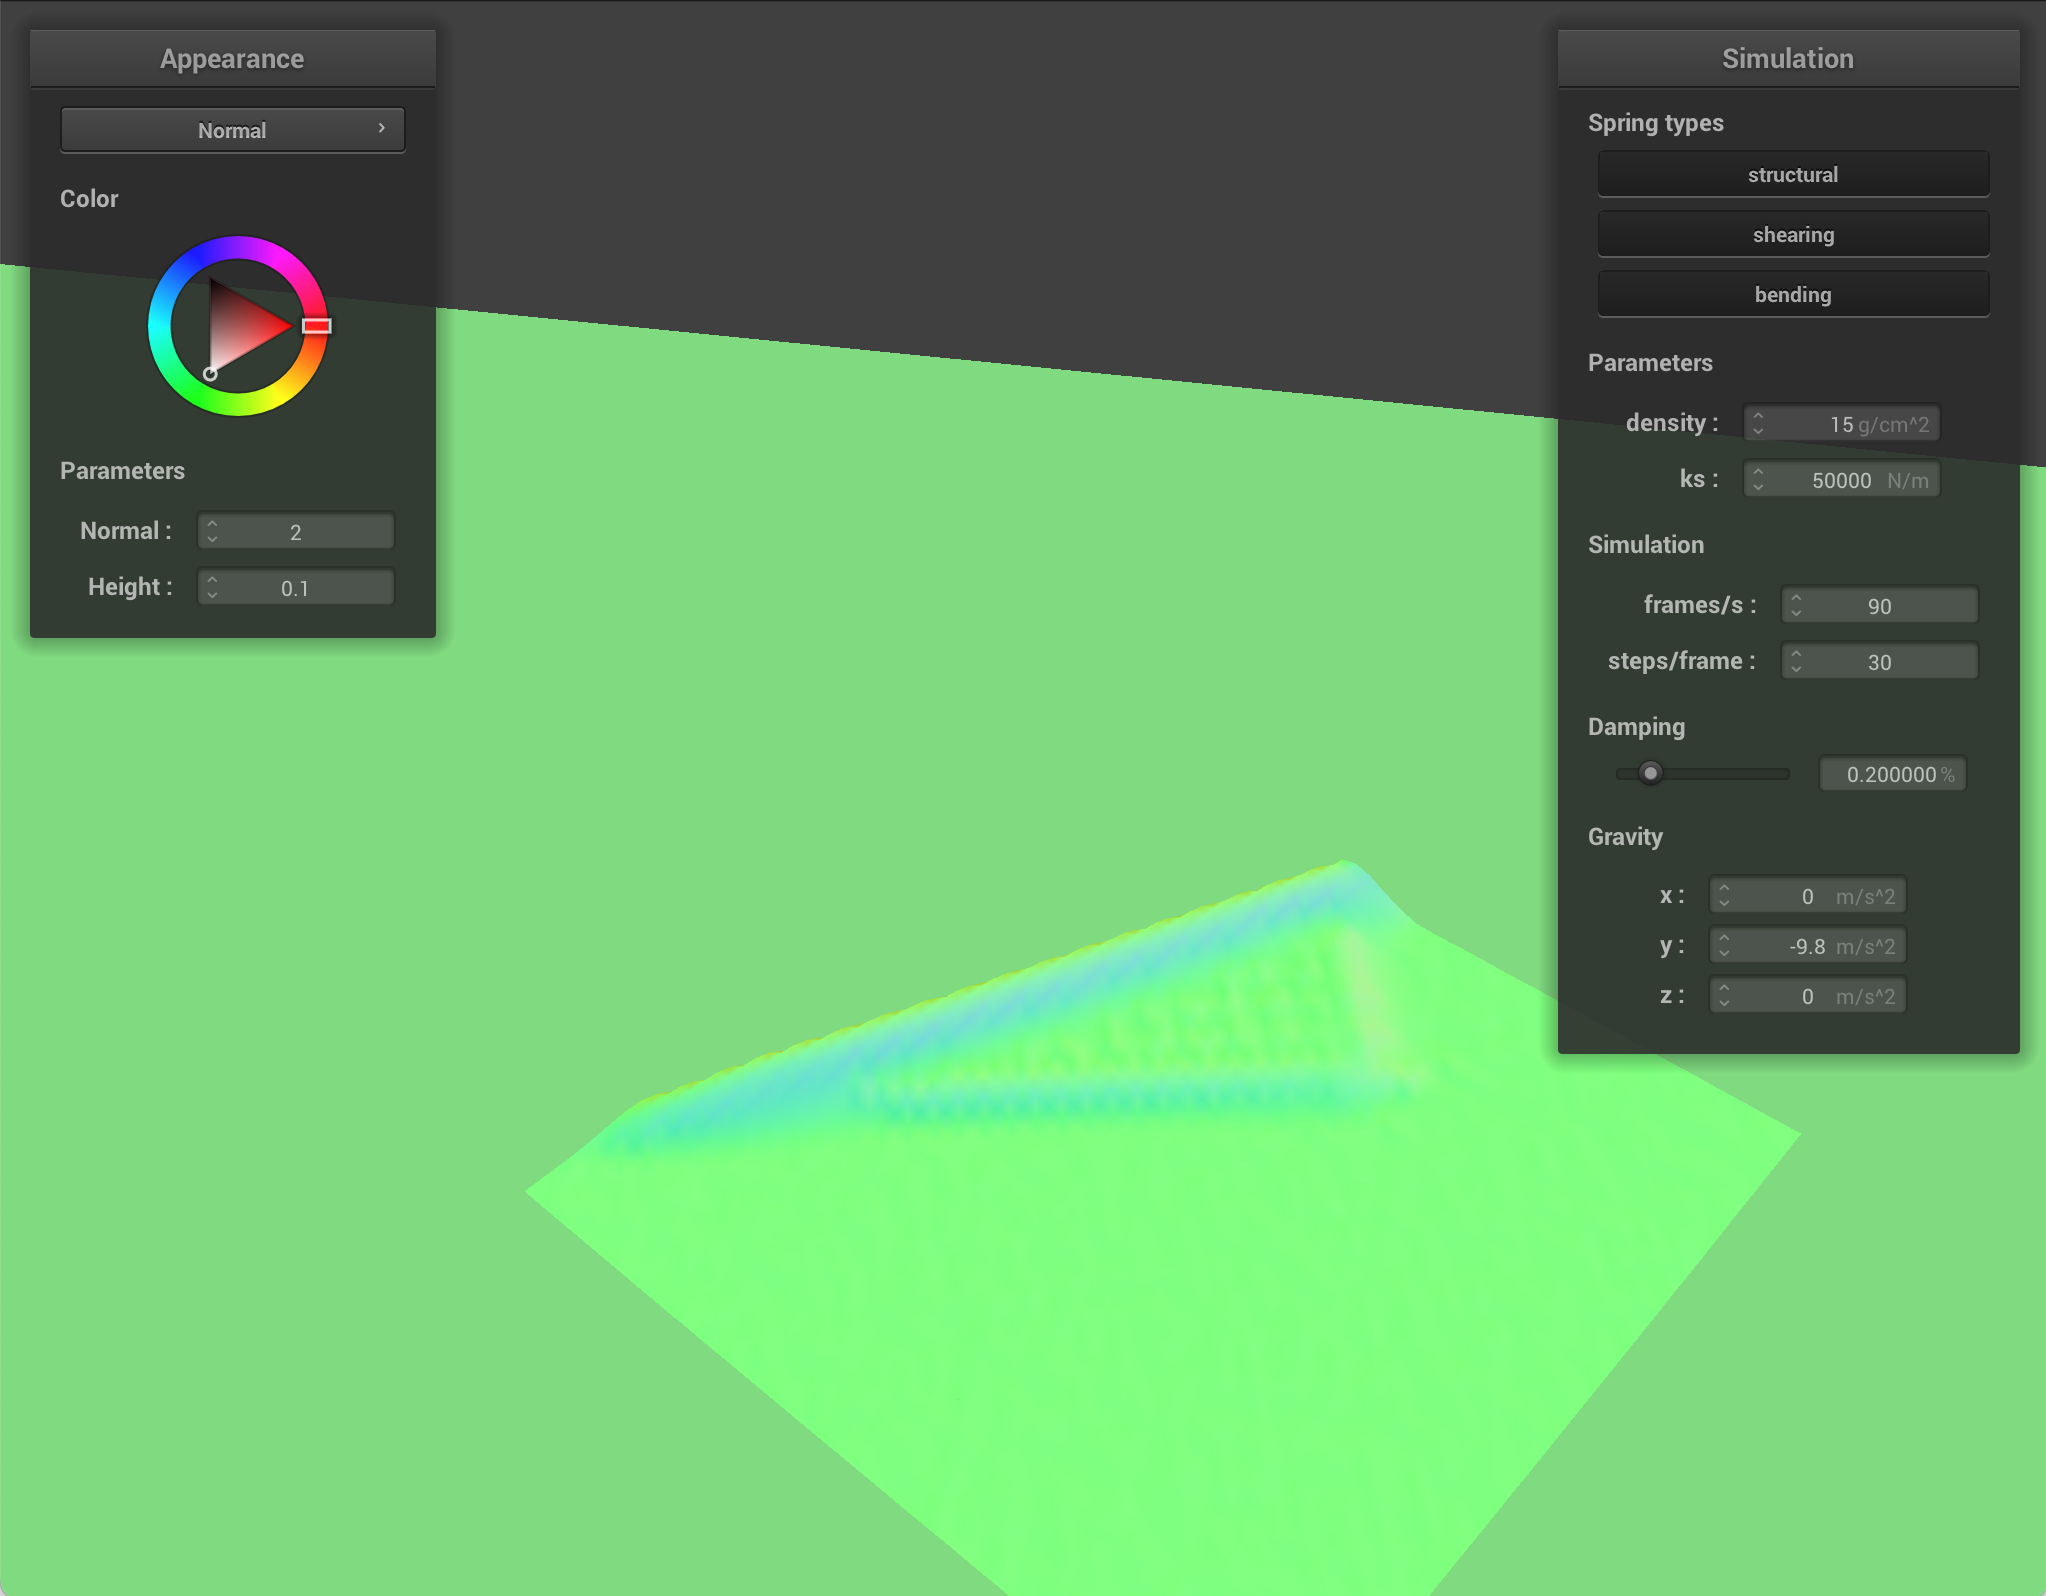 Appearance
Normal
Color
Parameters
Normal : 2
Height : 0.1
Simulation
Spring types
structural
shearing
bending
Parameters
density : 15 g/cm^2
ks : 50000 N/m
Simulation
frames/s : 90
steps/frame : 30
Damping
0.200000 %
Gravity
x : 0 m/s^2
y : -9.8 m/s^2
z : 0 m/s^2